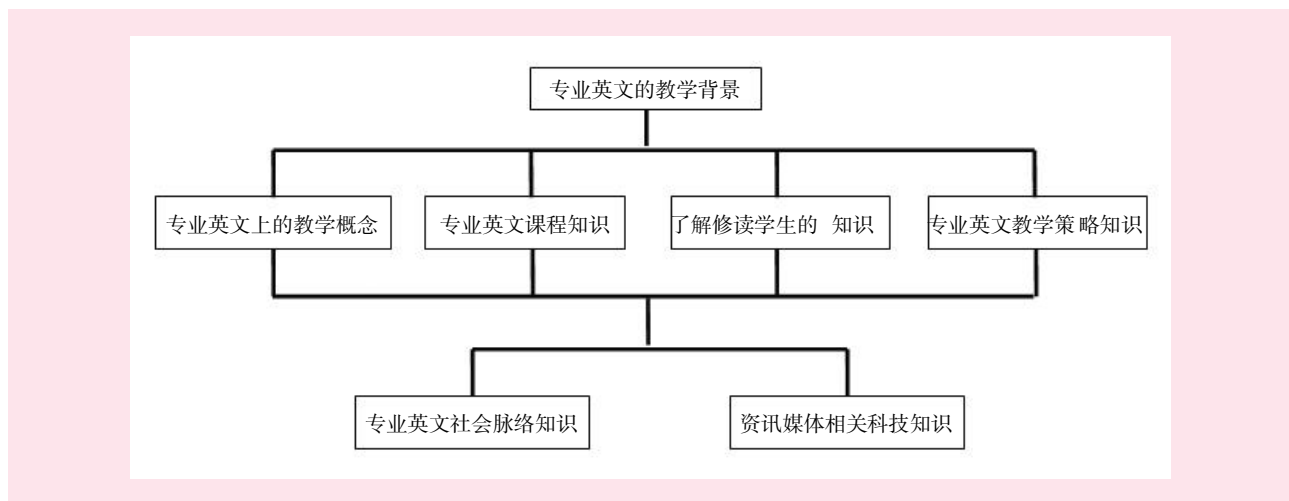 专业英文的教学背景
专业英文上的教学概念
专业英文课程知识
了解修读学生的 知识
专业英文教学策略知识
专业英文社会脉络知识
资讯媒体相关科技知识